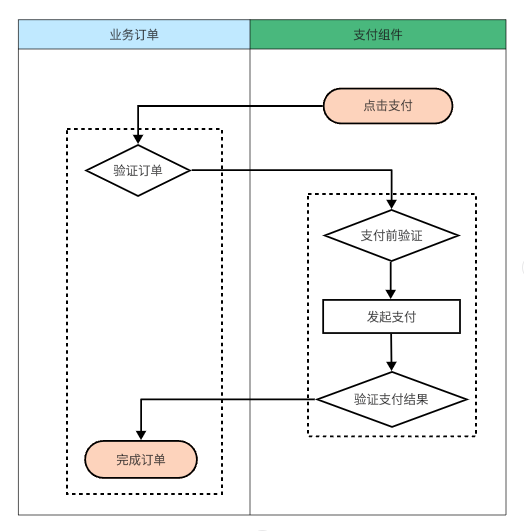 业务订单
支付组件
点击支付
验证订单
支付前验证
发起支付
验证支付结果
完成订单